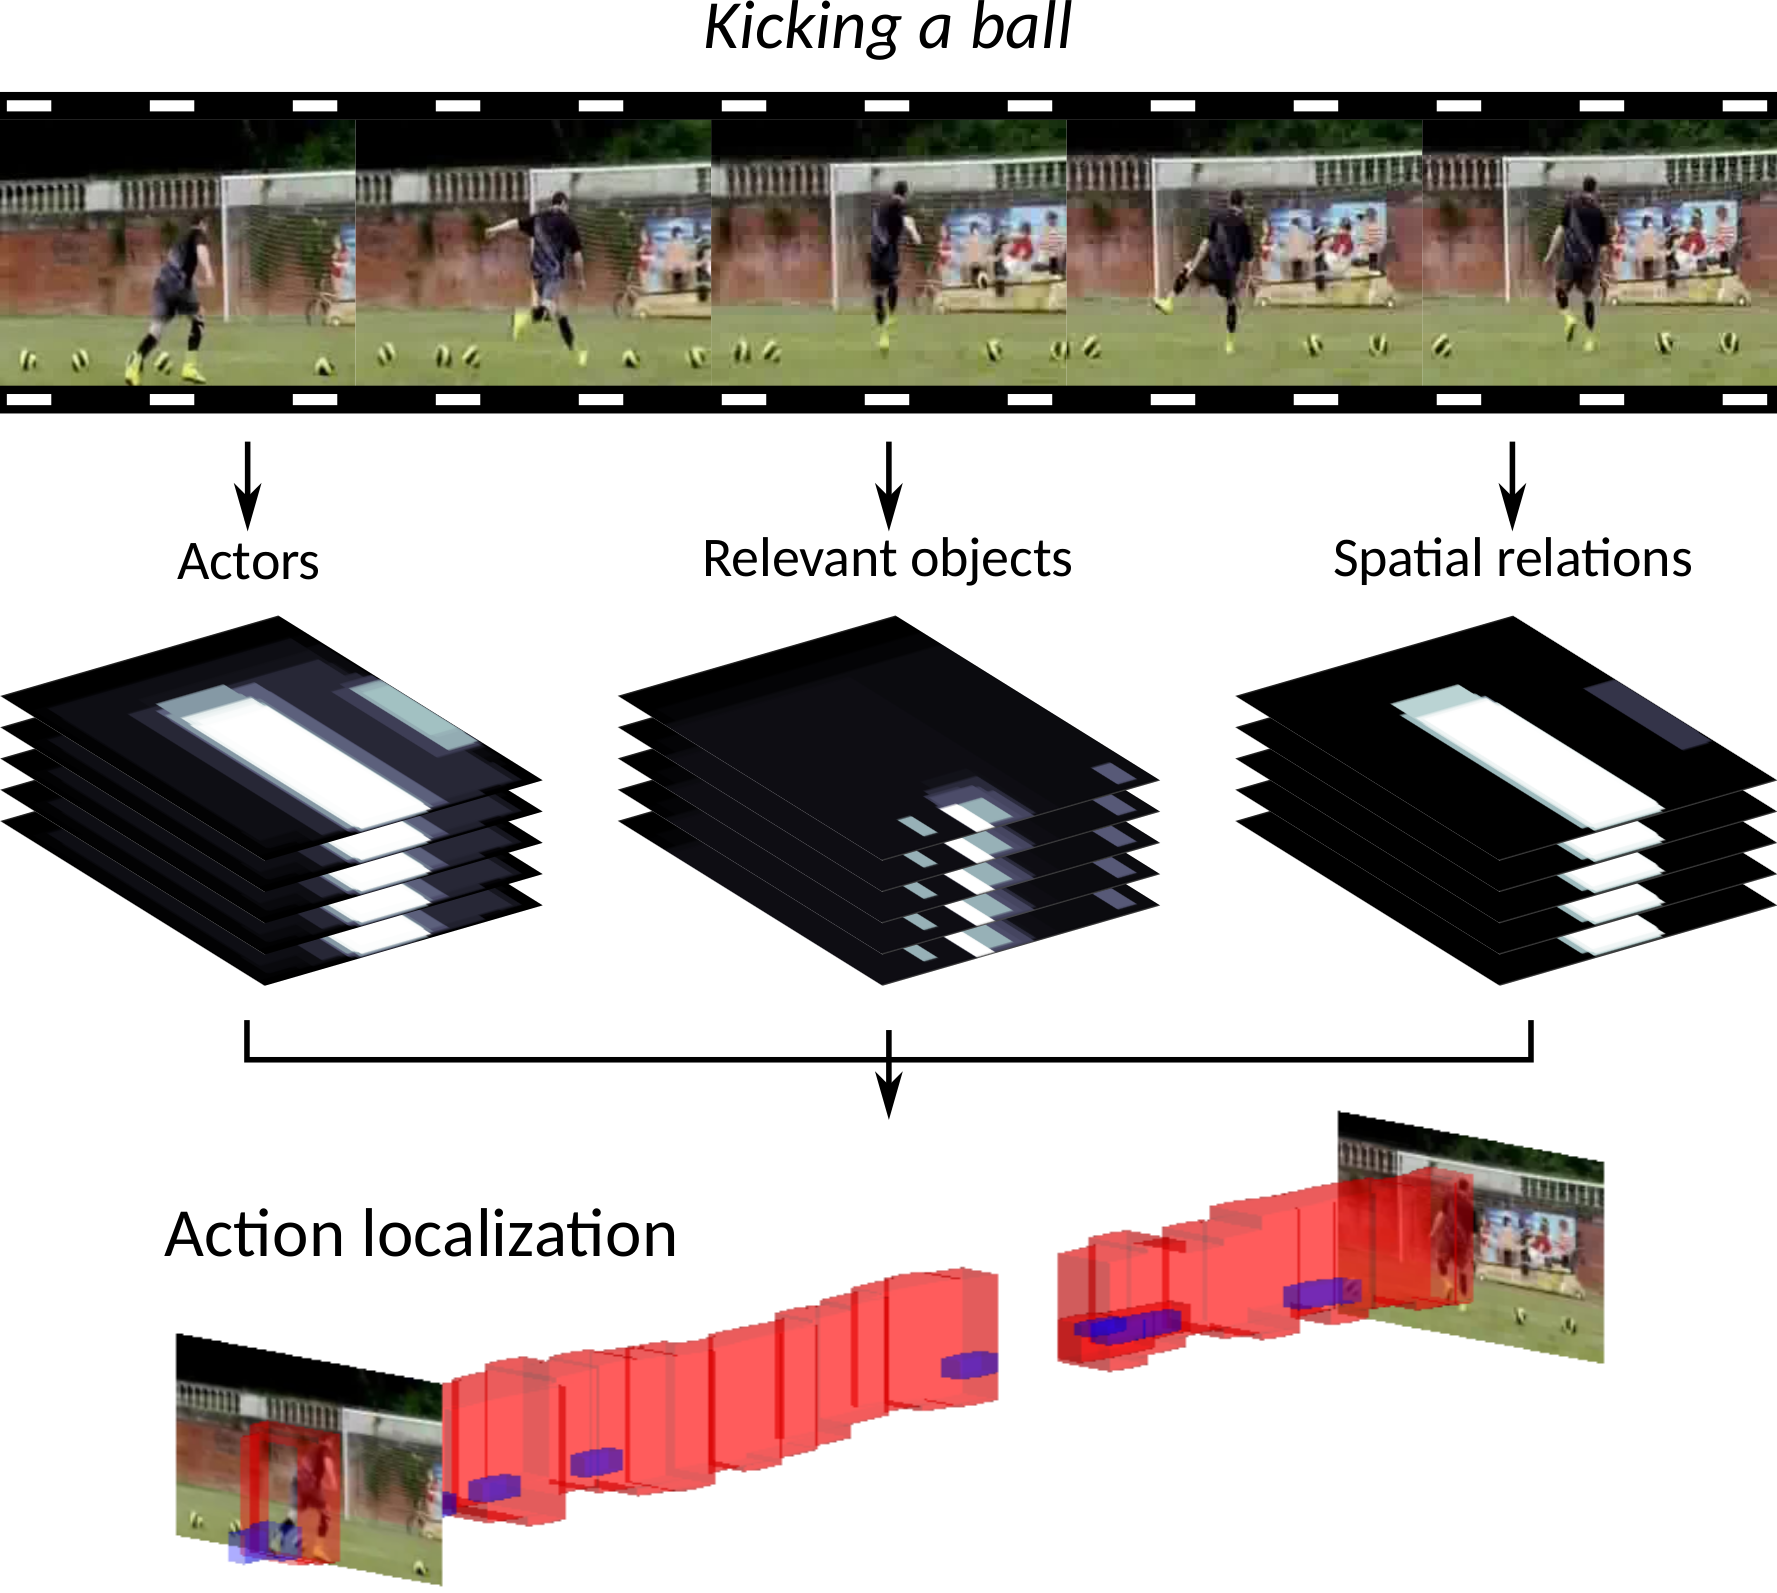 Kicking a ball
Actors
Relevant objects
Spatial relations
Action localization